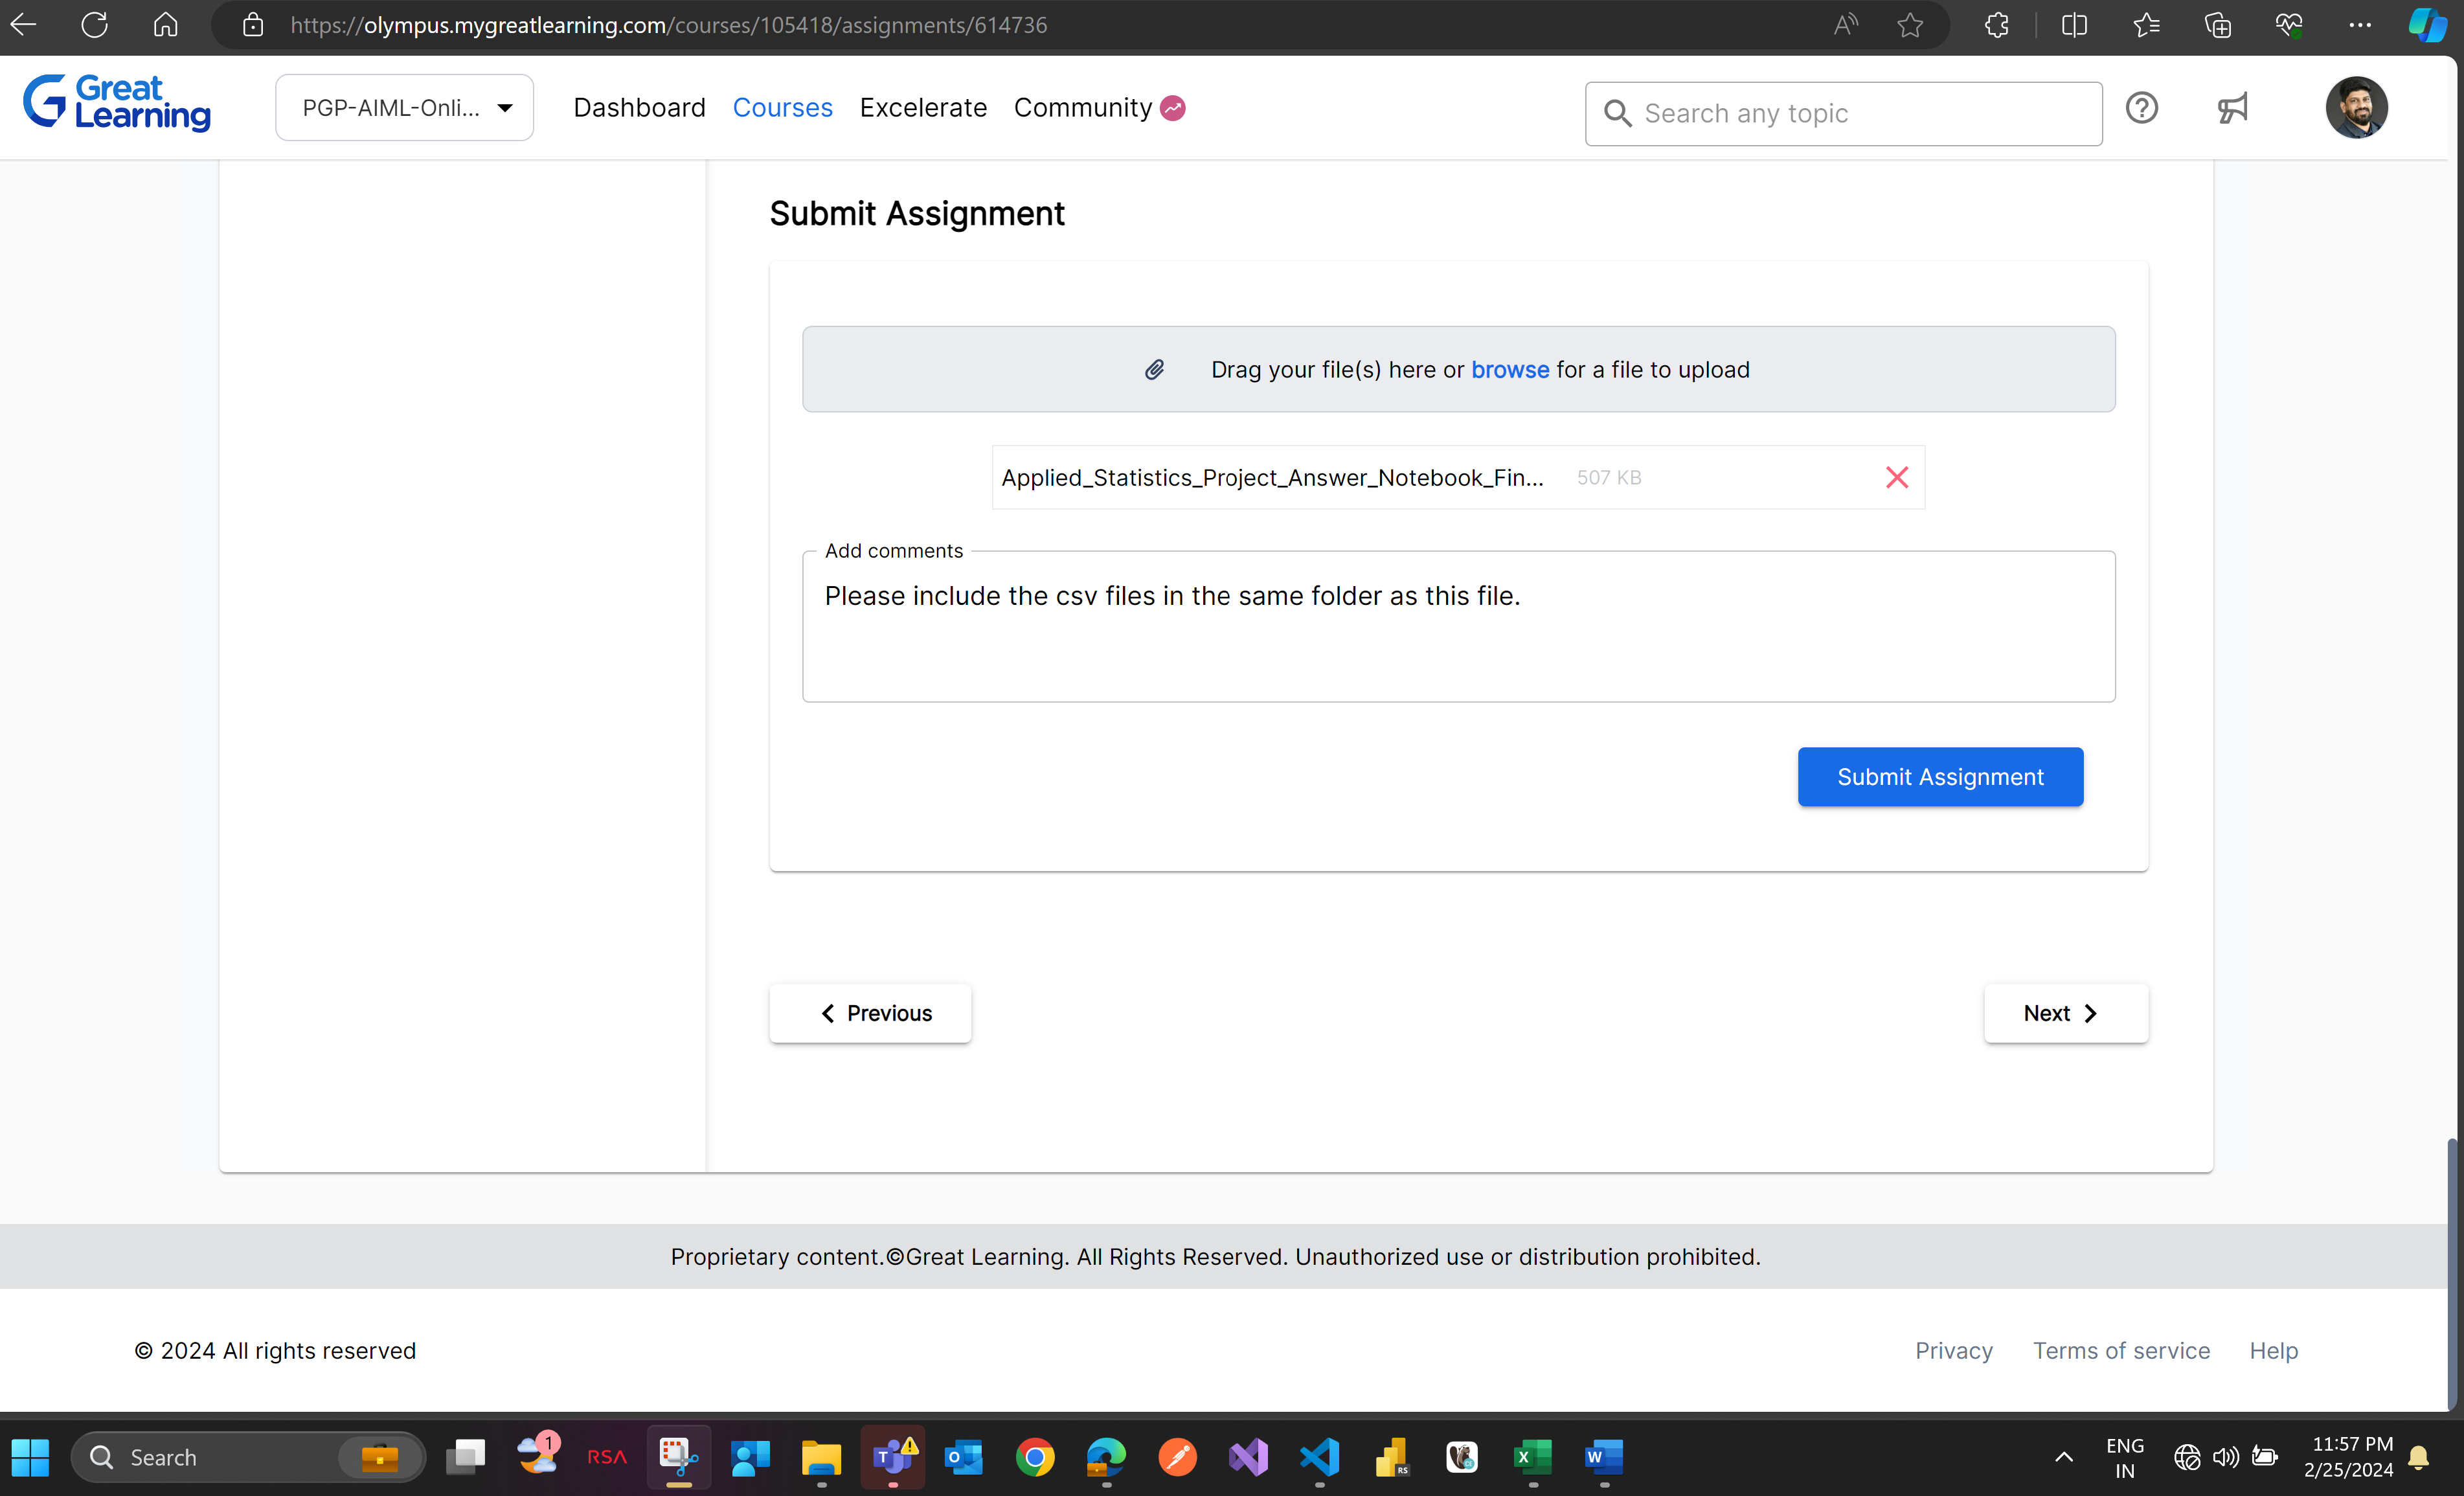 https://olympus.mygreatlearning.com/courses/105418/assignments/614736
Great Learning
PGP-AIML-Onli...
Dashboard
Courses
Excelerate
Community
Search any topic
Submit Assignment
Drag your file(s) here or browse for a file to upload
Applied_Statistics_Project_Answer_Notebook_Fin...
507 KB
Add comments
Please include the csv files in the same folder as this file.
Submit Assignment
Previous
Next
Proprietary content.©Great Learning. All Rights Reserved. Unauthorized use or distribution prohibited.
© 2024 All rights reserved
Privacy
Terms of service
Help
Search
1
RSA
RS
ENG
IN
11:57 PM
2/25/2024